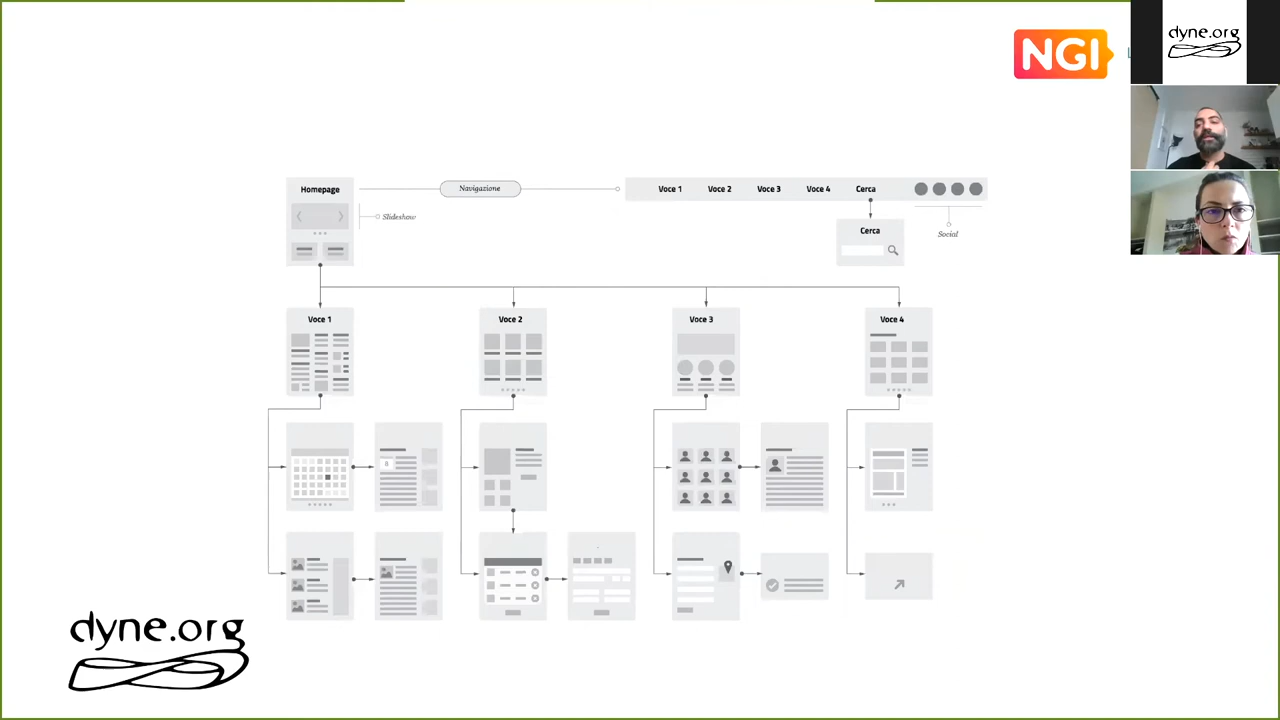 NGI
dyne.org
Homepage
Navigazione
Voce 1 Voce 2 Voce 3 Voce 4 Cerca
Slideshow
Cerca
Social
Voce 1
Voce 2
Voce 3
Voce 4
8
dyne.org